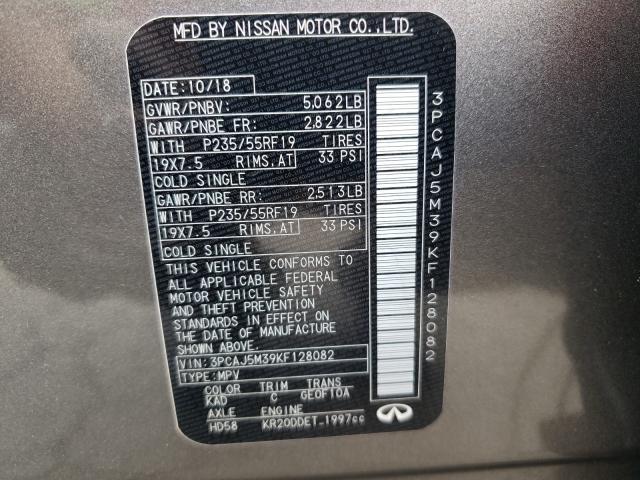 MFD BY NISSAN MOTOR CO.,LTD.
DATE: 10/18
GVWR/PNBV: 5,062LB
GAWR/PNBE FR: 2,822LB
WITH P235/55RF19 TIRES
19X7.5 RIMS,AT 33 PSI
COLD SINGLE
GAWR/PNBE RR: 2,513LB
WITH P235/55RF19 TIRES
19X7.5 RIMS,AT 33 PSI
COLD SINGLE
THIS VEHICLE CONFORMS TO
ALL APPLICABLE FEDERAL
MOTOR VEHICLE SAFETY
AND THEFT PREVENTION
STANDARDS IN EFFECT ON
THE DATE OF MANUFACTURE
SHOWN ABOVE.
VIN: 3PCAJ5M39KF128082
TYPE: MPV
COLOR TRIM TRANS
KAD C GE0F10A
AXLE ENGINE
HD58 KR20DDET 1997cc
3PCAJ5M39KF128082